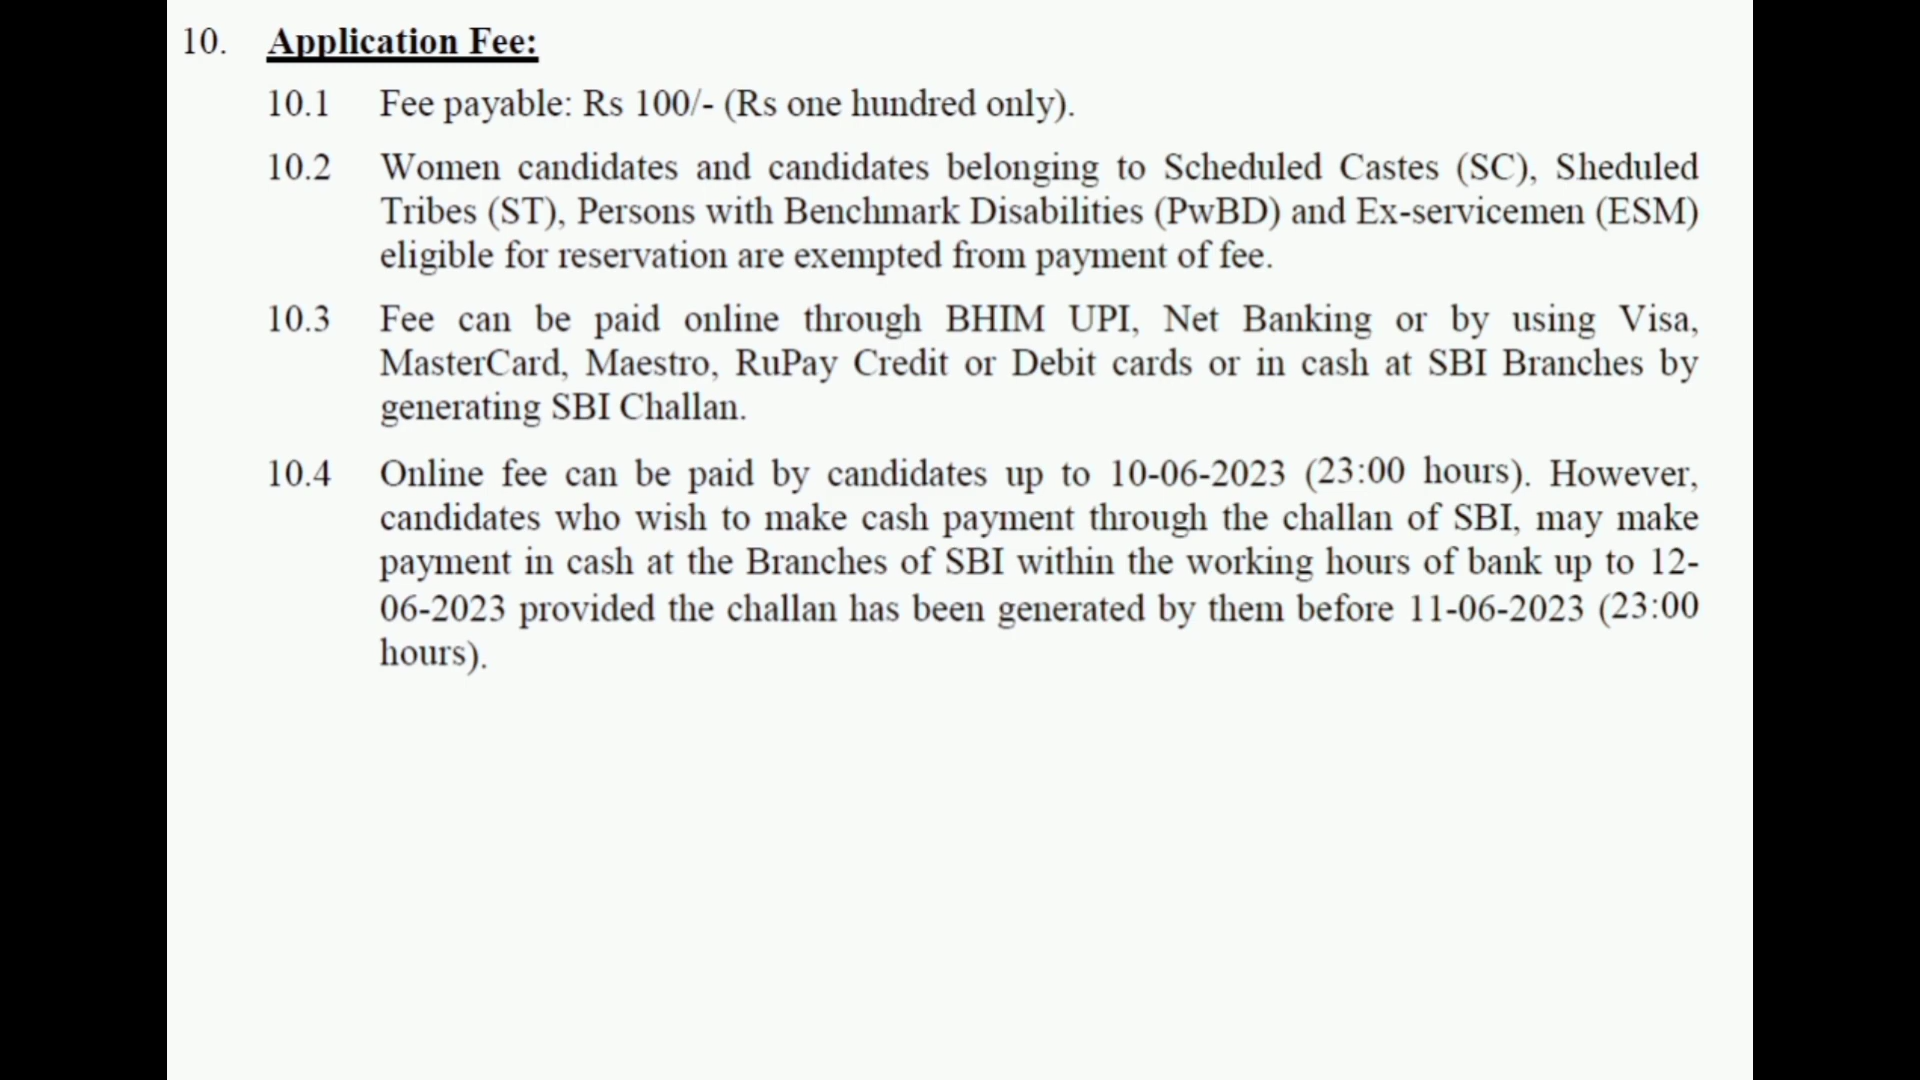 10. Application Fee:
10.1 Fee payable: Rs 100/- (Rs one hundred only).
10.2 Women candidates and candidates belonging to Scheduled Castes (SC), Sheduled
Tribes (ST), Persons with Benchmark Disabilities (PwBD) and Ex-servicemen (ESM)
eligible for reservation are exempted from payment of fee.
10.3 Fee can be paid online through BHIM UPI, Net Banking or by using Visa,
MasterCard, Maestro, RuPay Credit or Debit cards or in cash at SBI Branches by
generating SBI Challan.
10.4 Online fee can be paid by candidates up to 10-06-2023 (23:00 hours). However,
candidates who wish to make cash payment through the challan of SBI, may make
payment in cash at the Branches of SBI within the working hours of bank up to 12-
06-2023 provided the challan has been generated by them before 11-06-2023 (23:00
hours).